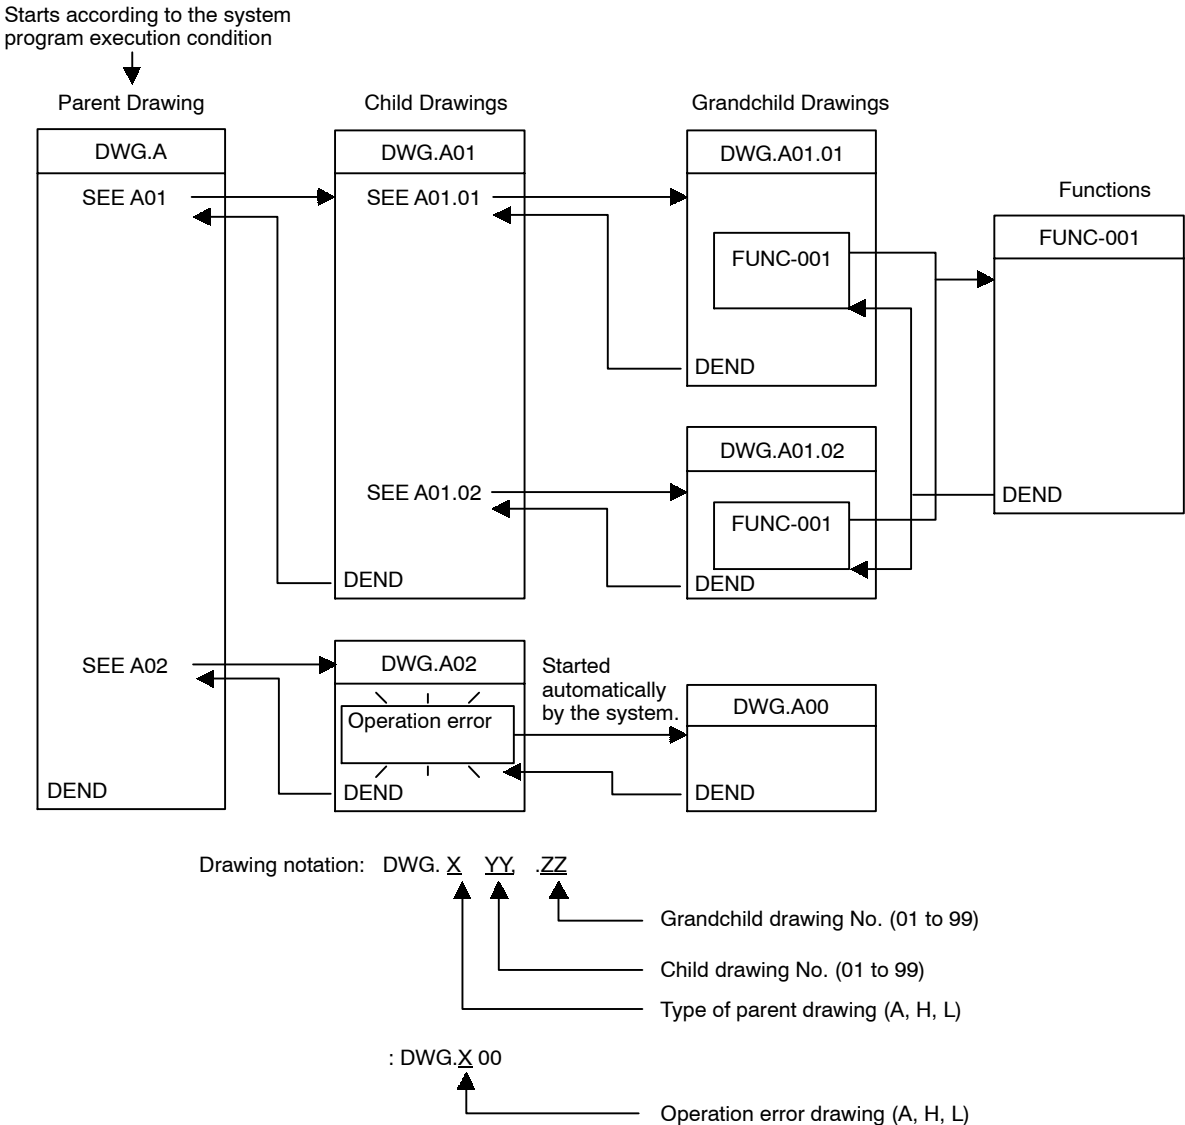 Starts according to the system
program execution condition
Parent Drawing
Child Drawings
Grandchild Drawings
DWG.A
DWG.A01
DWG.A01.01
SEE A01
SEE A01.01
Functions
FUNC-001
FUNC-001
DEND
DWG.A01.02
SEE A01.02
FUNC-001
DEND
DEND
DEND
SEE A02
DWG.A02
Started
automatically
by the system.
Operation error
DWG.A00
DEND
DEND
DEND
Drawing notation: DWG. X YY, .ZZ
Grandchild drawing No. (01 to 99)
Child drawing No. (01 to 99)
Type of parent drawing (A, H, L)
: DWG.X 00
Operation error drawing (A, H, L)